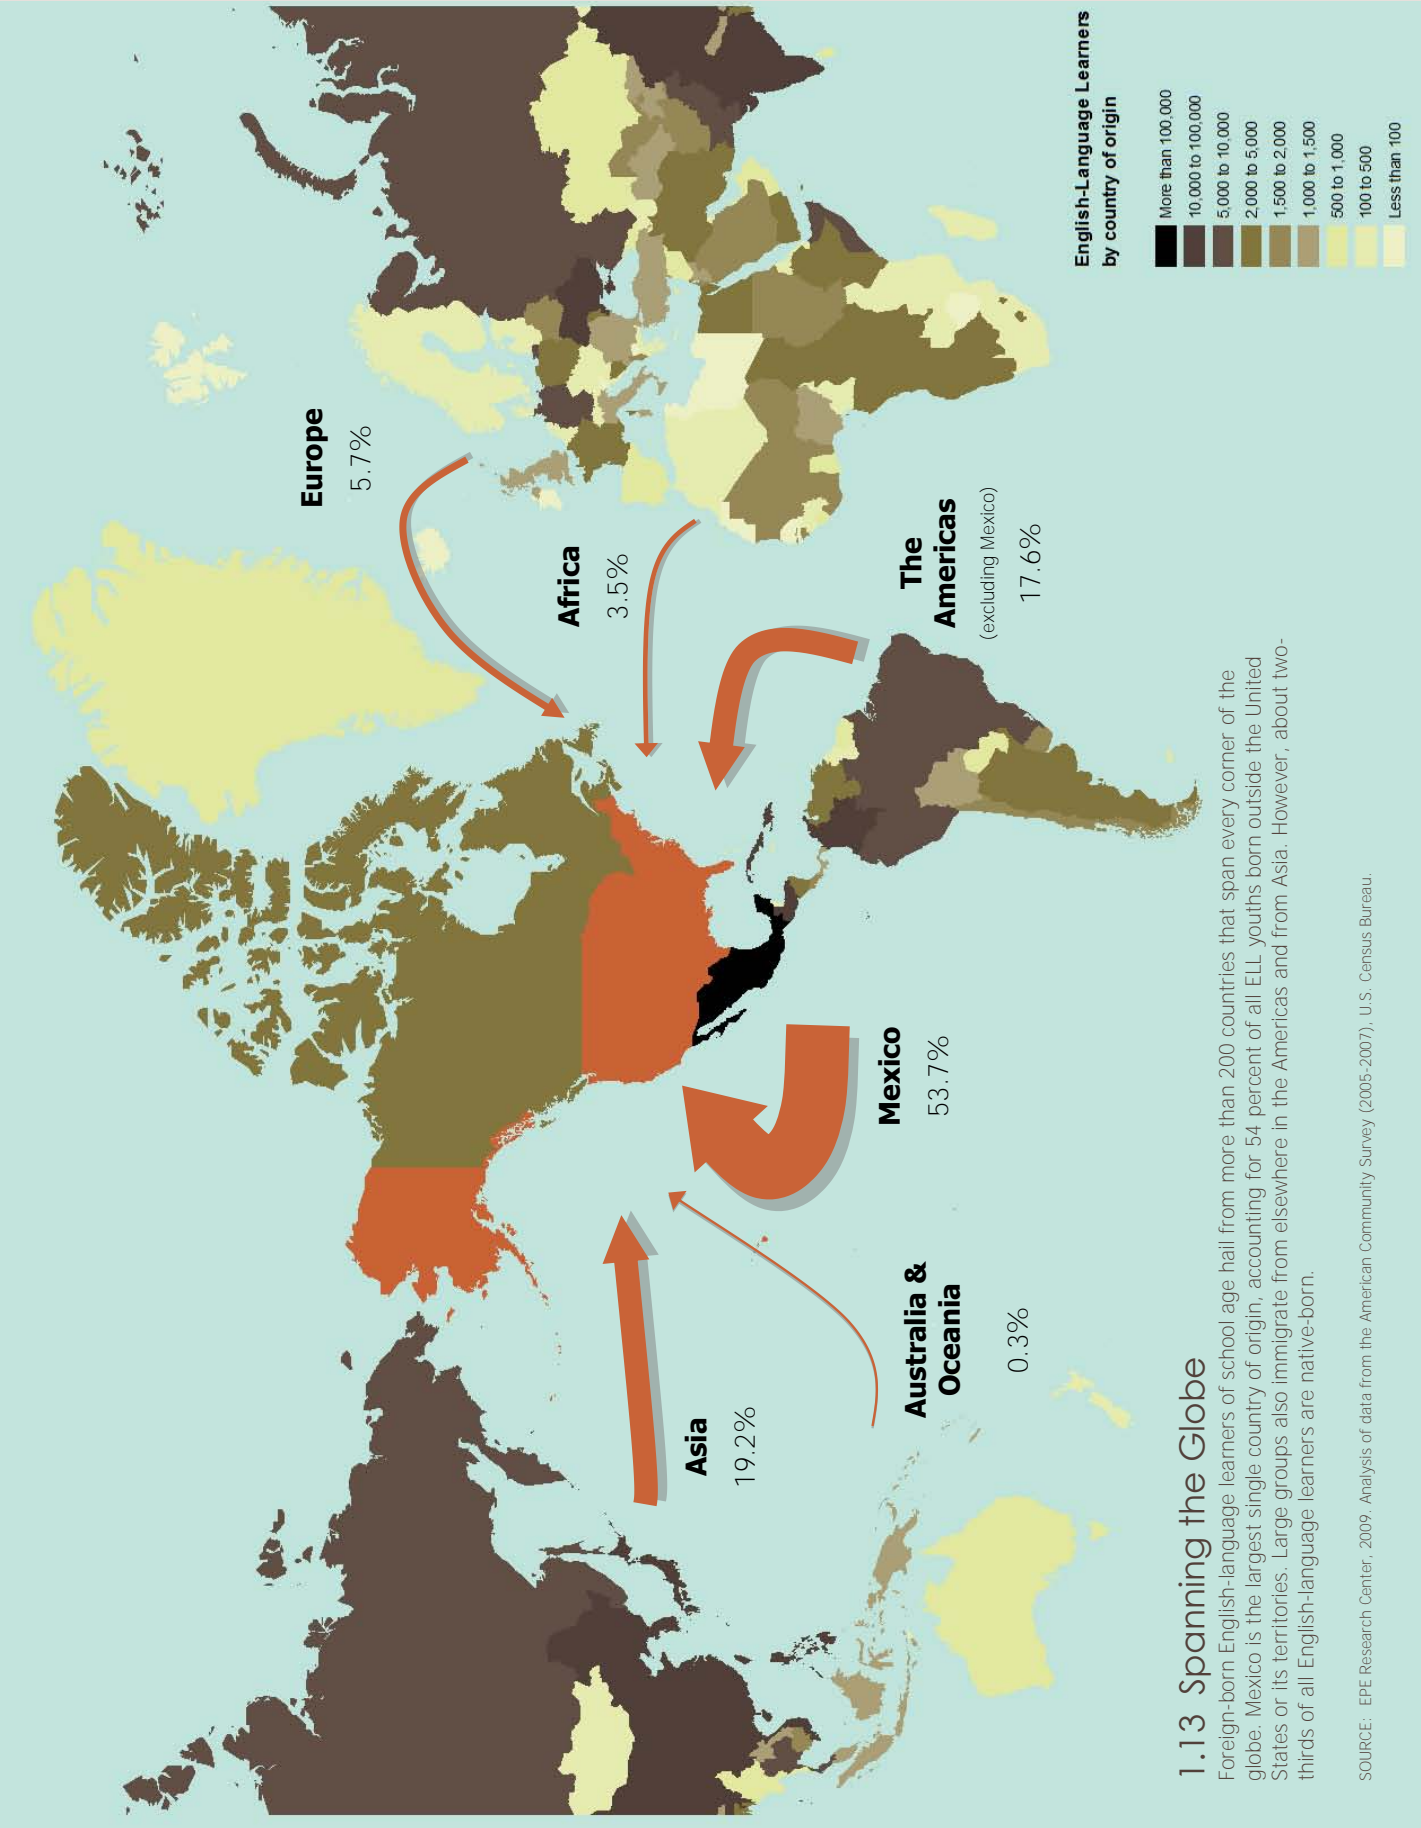 Europe
5.7%
Africa
3.5%
The
Americas
(excluding Mexico)
17.6%
Mexico
53.7%
Asia
19.2%
Australia &
Oceania
0.3%
English-Language Learners
by country of origin
More than 100,000
10,000 to 100,000
5,000 to 10,000
2,000 to 5,000
1,500 to 2,000
1,000 to 1,500
500 to 1,000
100 to 500
Less than 100
1.13 Spanning the Globe
Foreign-born English-language learners of school age hail from more than 200 countries that span every corner of the
globe. Mexico is the largest single country of origin, accounting for 54 percent of all ELL youths born outside the United
States or its territories. Large groups also immigrate from elsewhere in the Americas and from Asia. However, about two-
thirds of all English-language learners are native-born.
SOURCE: EPE Research Center, 2009. Analysis of data from the American Community Survey (2005-2007), U.S. Census Bureau.